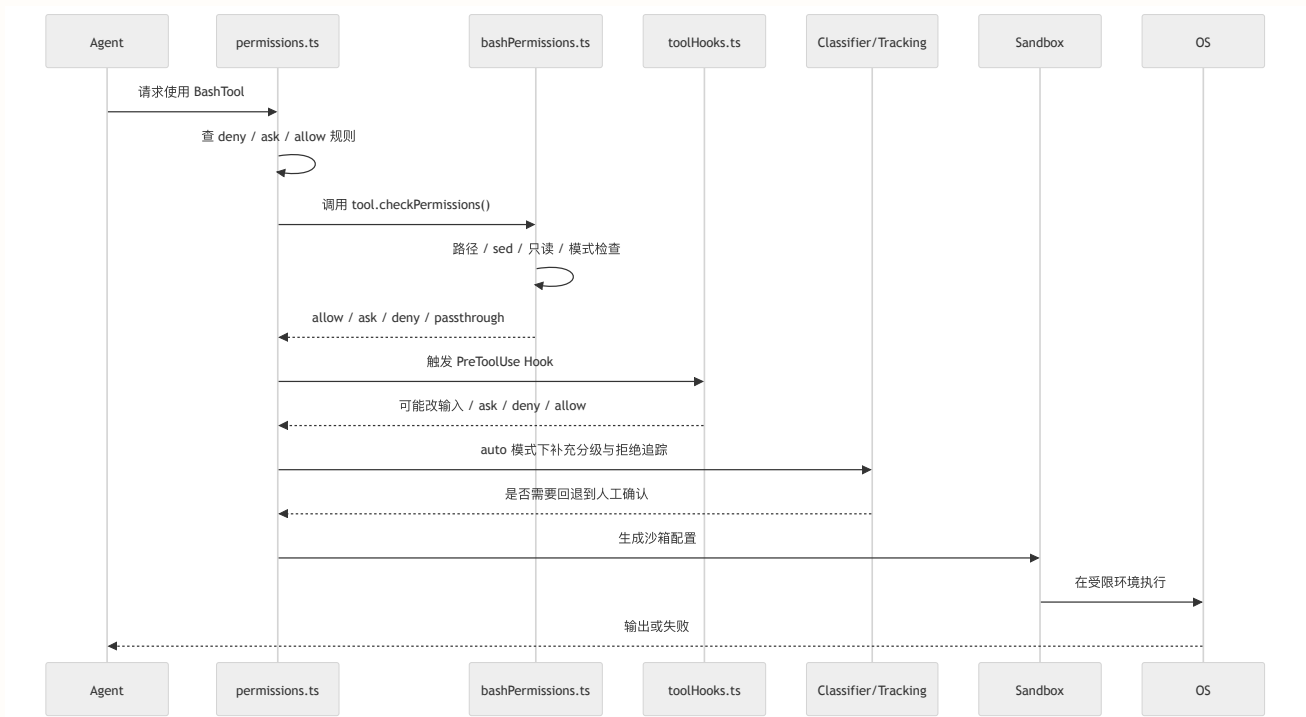 Agent
permissions.ts
bashPermissions.ts
toolHooks.ts
Classifier/Tracking
Sandbox
OS
请求使用 BashTool
查 deny / ask / allow 规则
调用 tool.checkPermissions()
路径 / sed / 只读 / 模式检查
allow / ask / deny / passthrough
触发 PreToolUse Hook
可能改输入 / ask / deny / allow
auto 模式下补充分级与拒绝追踪
是否需要回退到人工确认
生成沙箱配置
在受限环境执行
输出或失败
Agent
permissions.ts
bashPermissions.ts
toolHooks.ts
Classifier/Tracking
Sandbox
OS